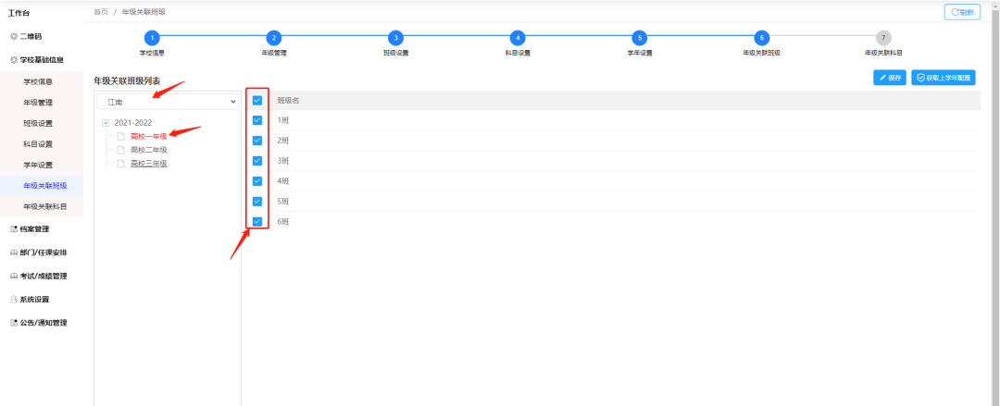 工作台
首页 / 年级关联班级
刷新
二维码
学校基础信息
学校信息
年级管理
班级设置
科目设置
学年设置
年级关联班级
年级关联科目
档案管理
部门/任课安排
考试/成绩管理
系统设置
公告/通知管理
1 2 3 4 5 6 7
学校信息 年级管理 班级设置 科目设置 学年设置 年级关联班级 年级关联科目
年级关联班级列表
保存 获取上学年配置
江南
2021-2022
高校一年级
高校二年级
高校三年级
班级名
1班
2班
3班
4班
5班
6班